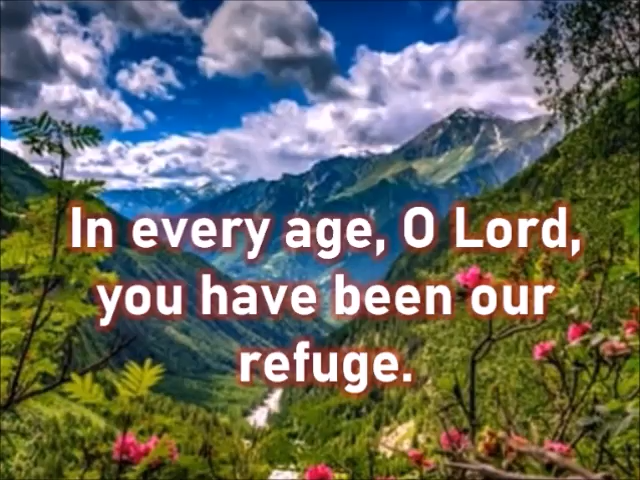 In every age, O Lord,
you have been our
refuge.